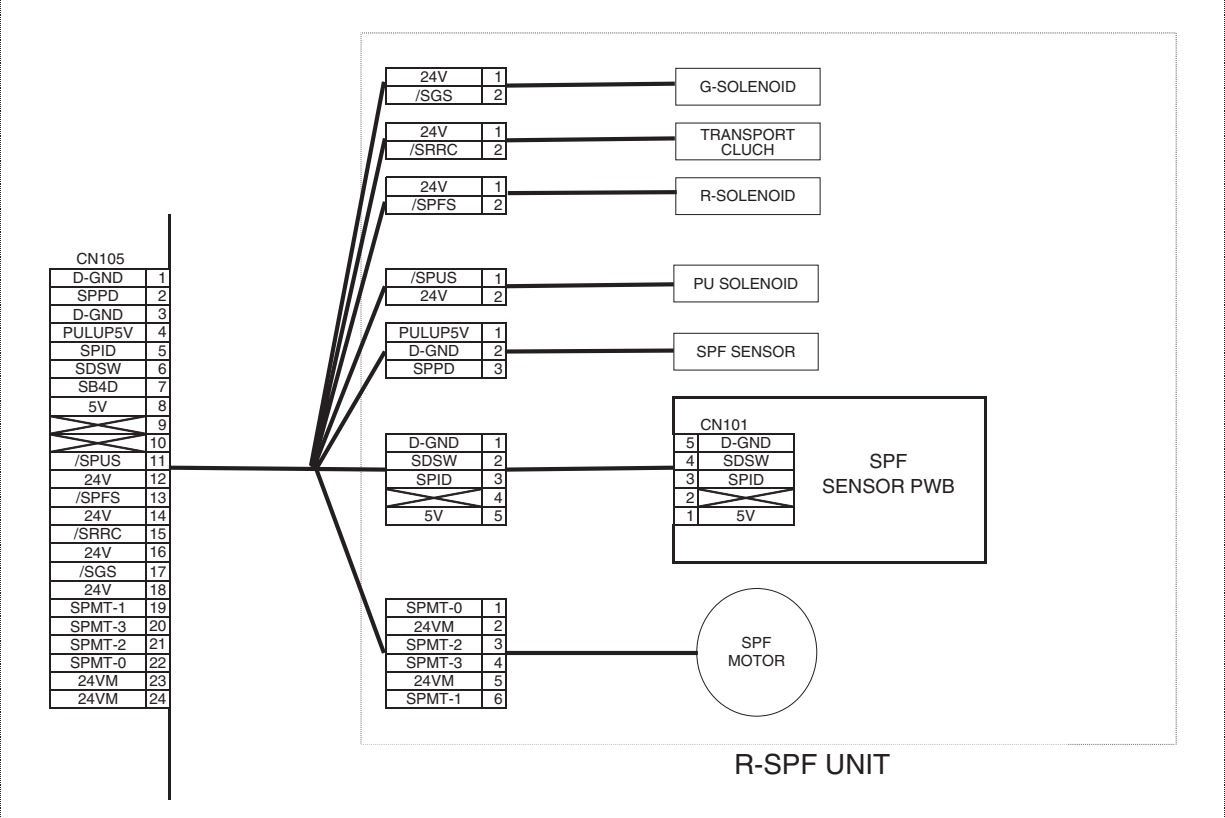 24V 1
/SGS 2
G-SOLENOID
24V 1
/SRRC 2
TRANSPORT
CLUCH
24V 1
/SPFS 2
R-SOLENOID
CN105
D-GND 1
SPPD 2
D-GND 3
PULUP5V 4
SPID 5
SDSW 6
SB4D 7
5V 8
9
10
/SPUS 11
24V 12
/SPFS 13
24V 14
/SRRC 15
24V 16
/SGS 17
24V 18
SPMT-1 19
SPMT-3 20
SPMT-2 21
SPMT-0 22
24VM 23
24VM 24
/SPUS 1
24V 2
PU SOLENOID
PULUP5V 1
D-GND 2
SPPD 3
SPF SENSOR
D-GND 1
SDSW 2
SPID 3
4
5V 5
CN101
5 D-GND
4 SDSW
3 SPID
2
1 5V
SPF
SENSOR PWB
SPMT-0 1
24VM 2
SPMT-2 3
SPMT-3 4
24VM 5
SPMT-1 6
SPF
MOTOR
R-SPF UNIT